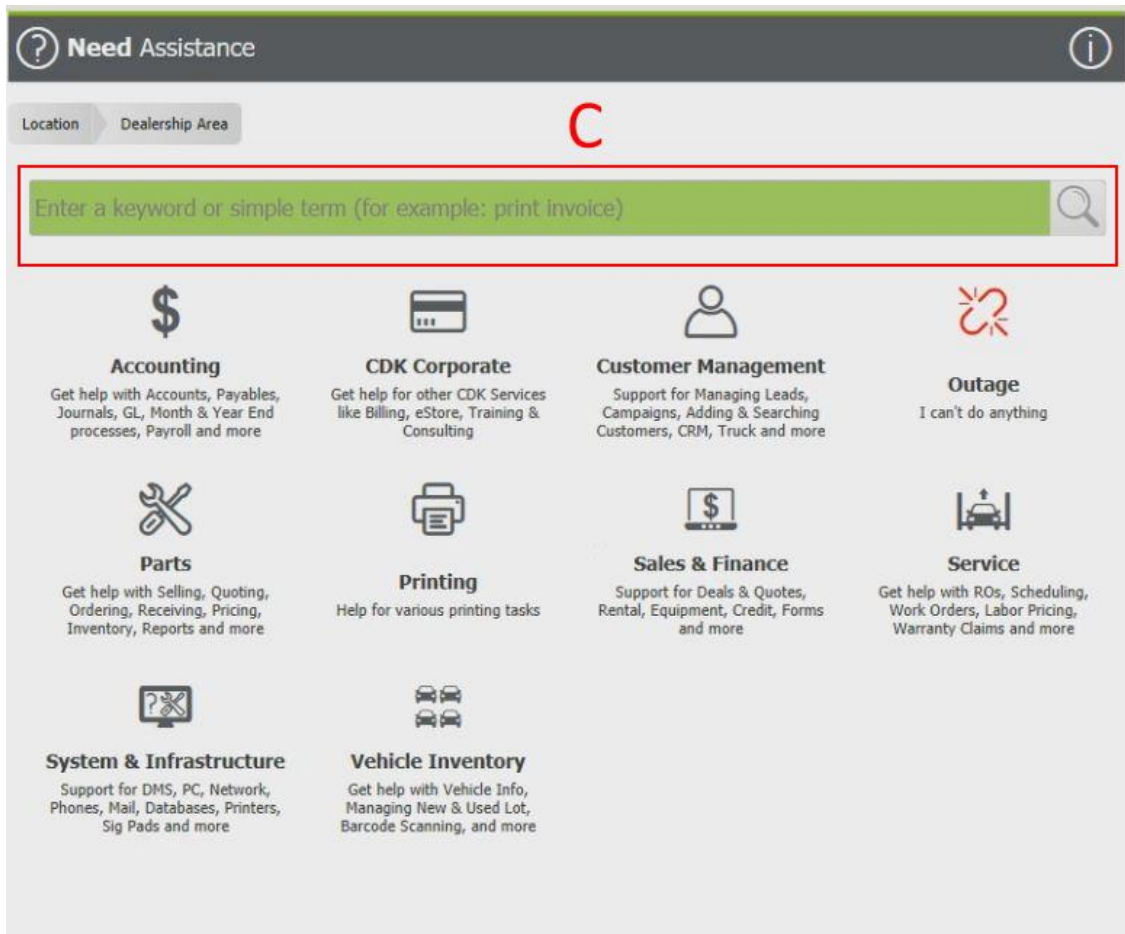 Need Assistance
Location Dealership Area
C
Enter a keyword or simple term (for example: print invoice)
Accounting
Get help with Accounts, Payables,
Journals, GL, Month & Year End
processes, Payroll and more
CDK Corporate
Get help for other CDK Services
like Billing, eStore, Training &
Consulting
Customer Management
Support for Managing Leads,
Campaigns, Adding & Searching
Customers, CRM, Truck and more
Outage
I can't do anything
Parts
Get help with Selling, Quoting,
Ordering, Receiving, Pricing,
Inventory, Reports and more
Printing
Help for various printing tasks
Sales & Finance
Support for Deals & Quotes,
Rental, Equipment, Credit, Forms
and more
Service
Get help with ROs, Scheduling,
Work Orders, Labor Pricing,
Warranty Claims and more
System & Infrastructure
Support for DMS, PC, Network,
Phones, Mail, Databases, Printers,
Sig Pads and more
Vehicle Inventory
Get help with Vehicle Info,
Managing New & Used Lot,
Barcode Scanning, and more